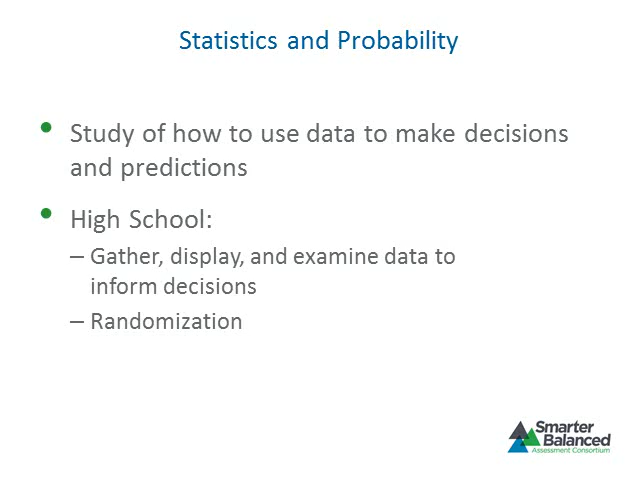 Statistics and Probability
• Study of how to use data to make decisions
and predictions
• High School:
– Gather, display, and examine data to
inform decisions
– Randomization
Smarter
Balanced
Assessment Consortium